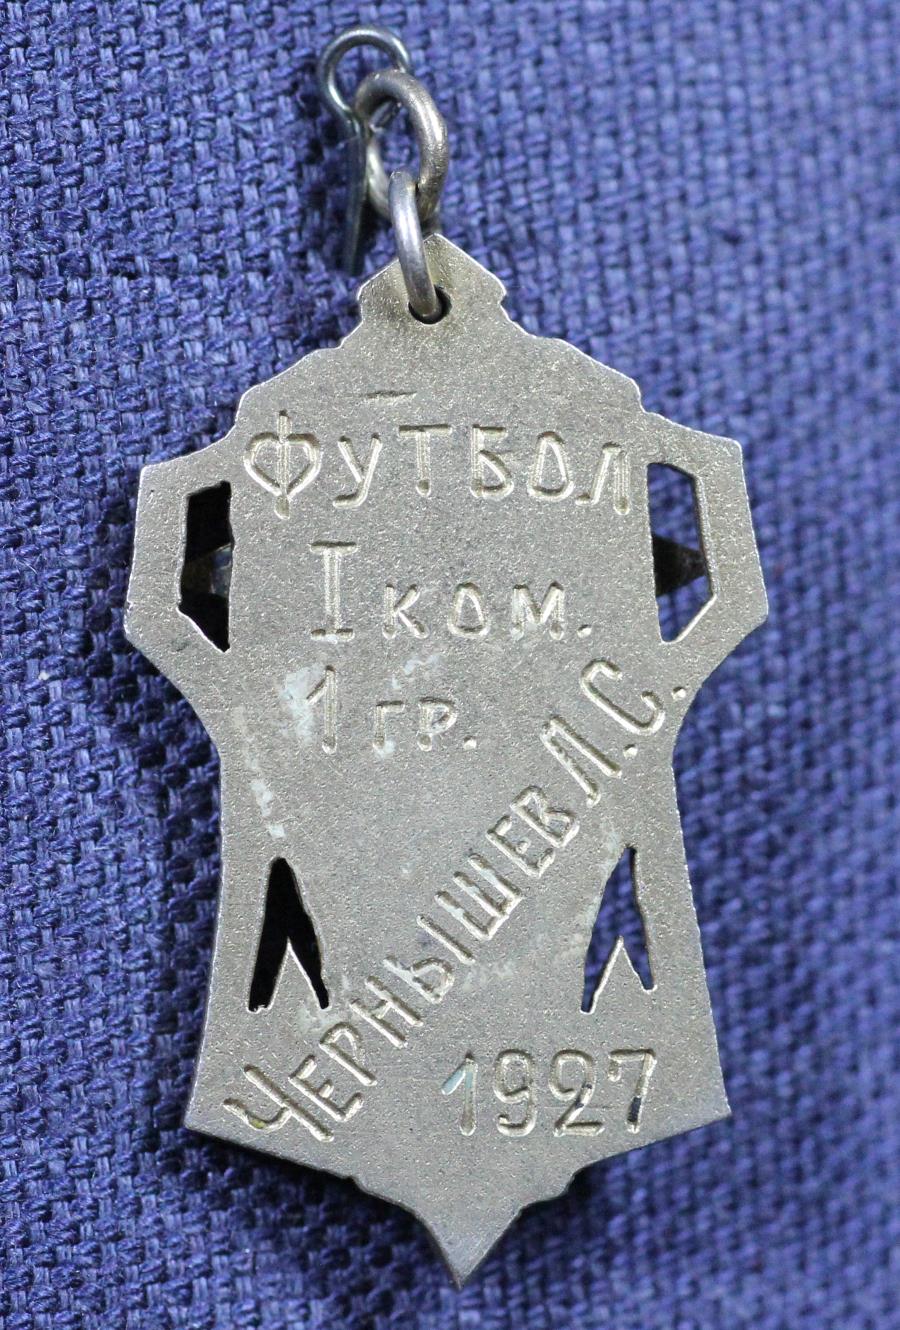 ФУТБОЛ
I КОМ.
1 ГР.
ЧЕРНЫШЕВ Л.С.
1927